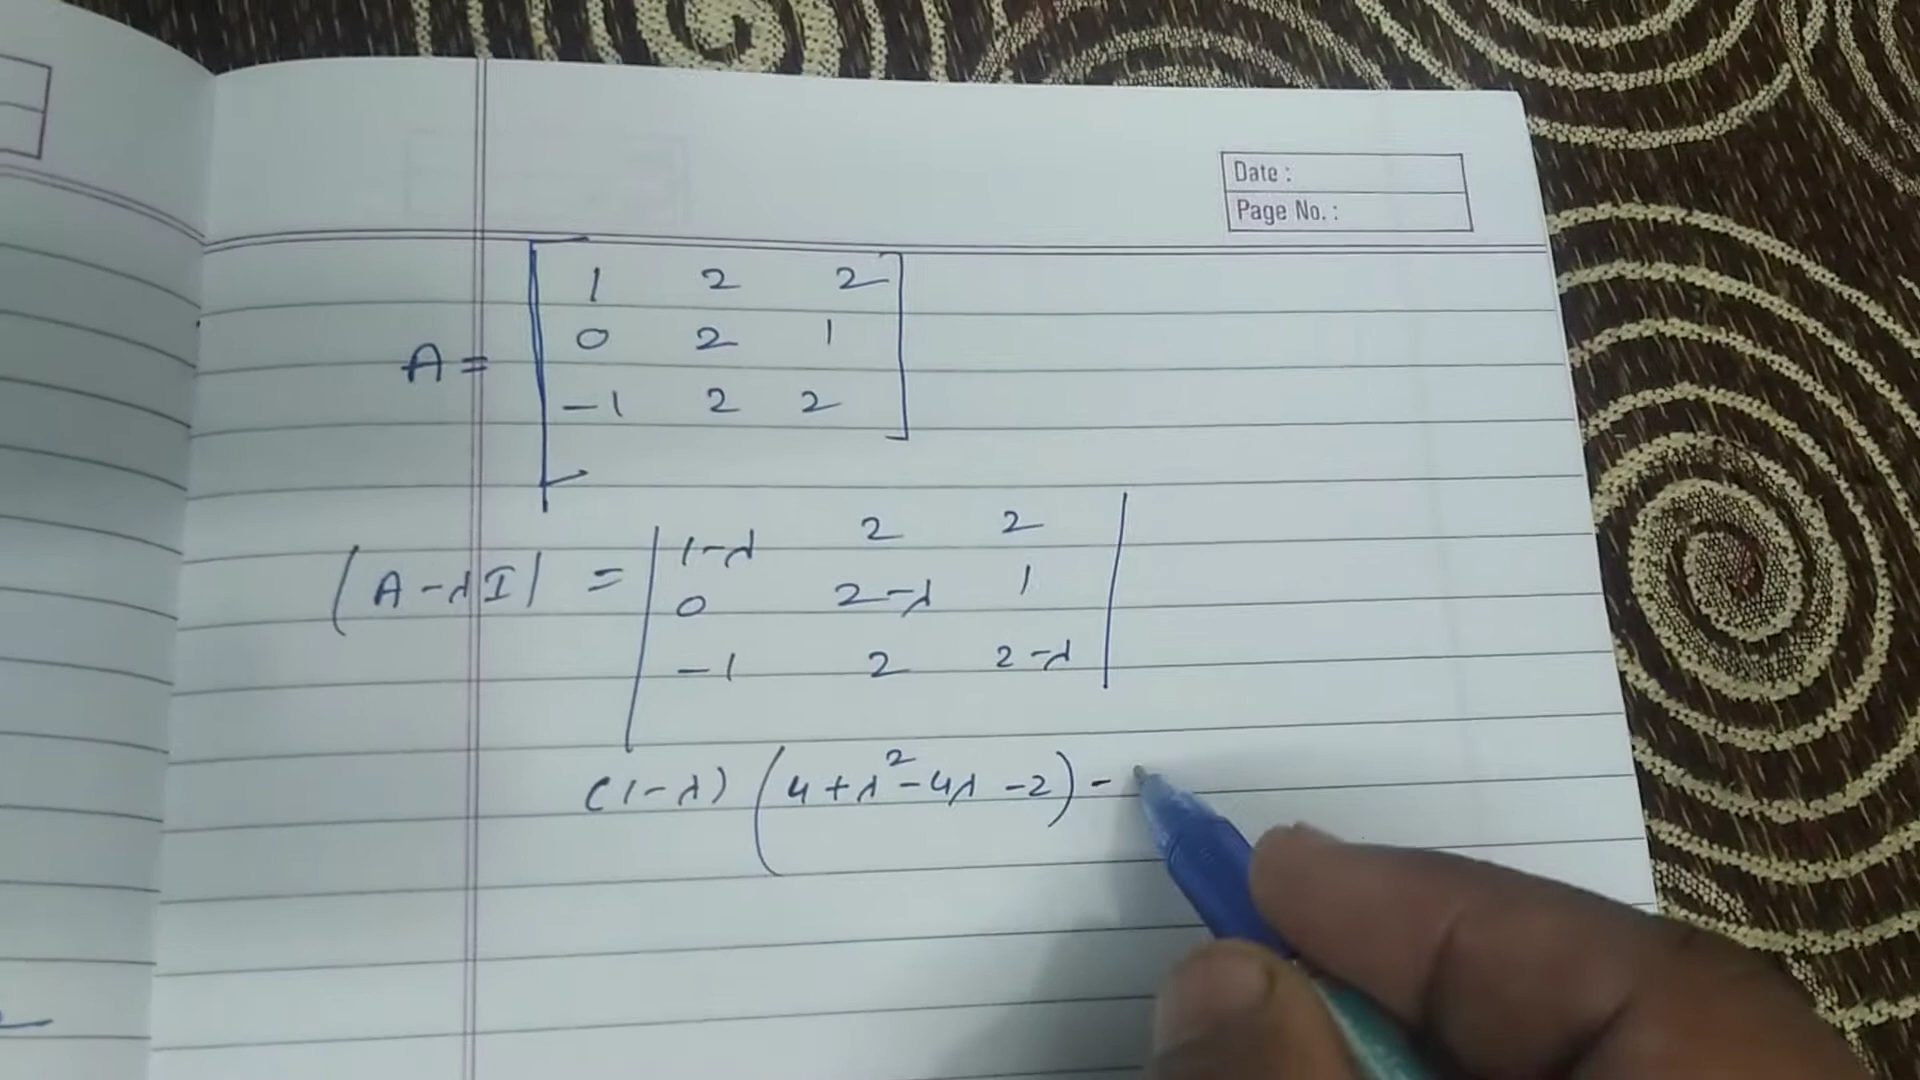 Date :
Page No. :
1 2 2
0 2 1
A =
-1 2 2
1-λ 2 2
|A-λI| =
0 2-λ 1
-1 2 2-λ
(1-λ) (4+λ²-4λ-2) -